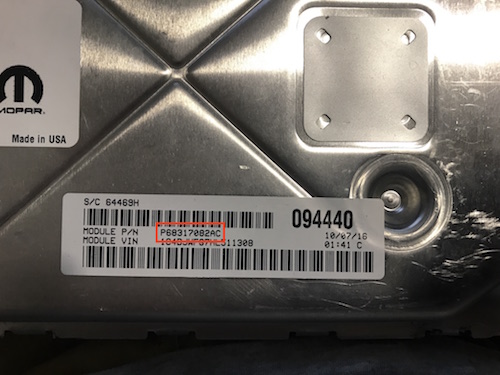 MOPAR
Made in USA
S/C 64469H
094440
MODULE P/N P68317082AC 10/07/16
MODULE VIN 01:41 C